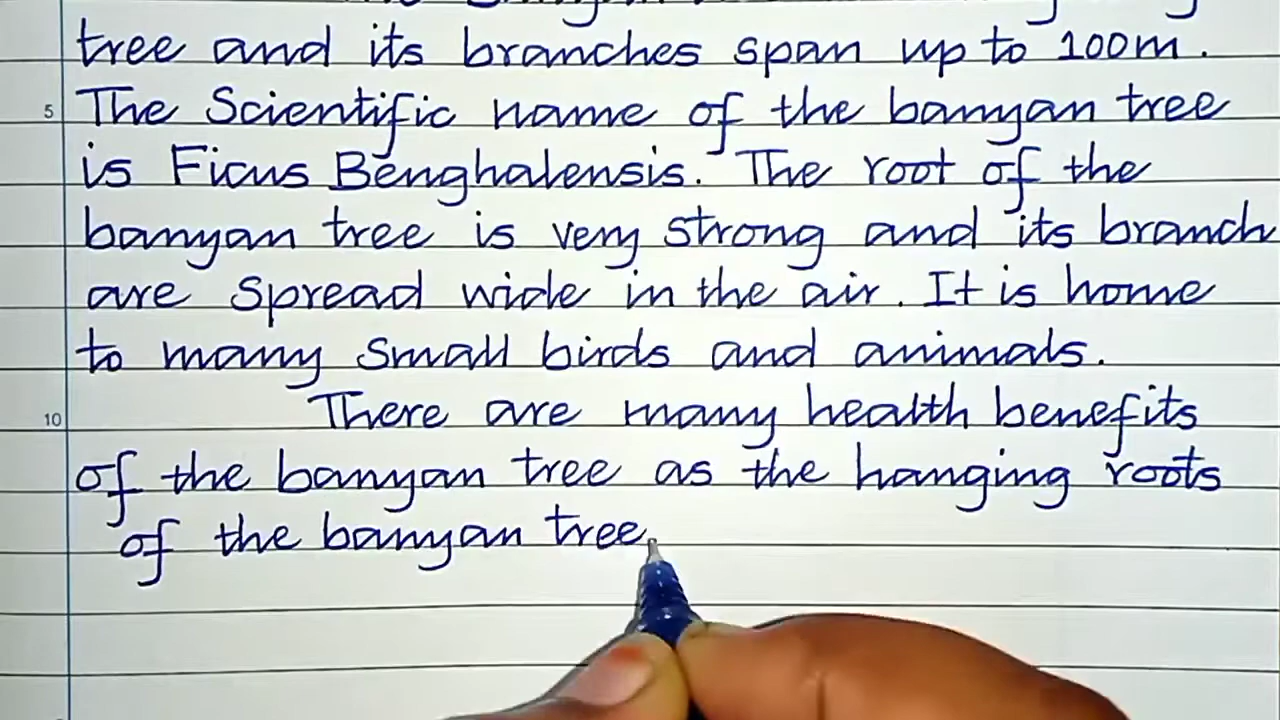 tree and its branches span up to 100m.
5 The Scientific name of the banyan tree
is Ficus Benghalensis. The root of the
banyan tree is very strong and its branch
are spread wide in the air. It is home
to many small birds and animals.
10 There are many health benefits
of the banyan tree as the hanging roots
of the banyan tree